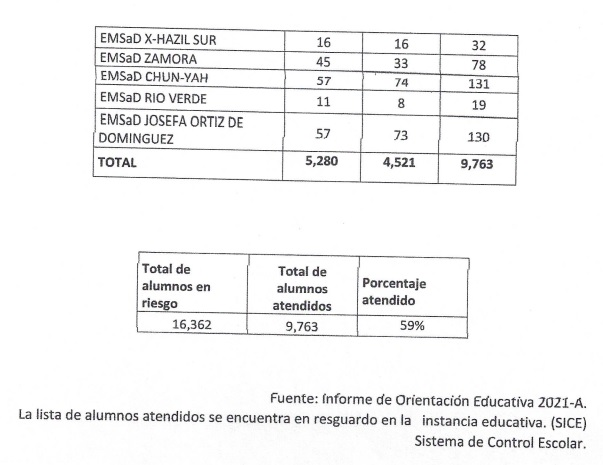 EMSaD X-HAZIL SUR 16 16 32
EMSaD ZAMORA 45 33 78
EMSaD CHUN-YAH 57 74 131
EMSaD RIO VERDE 11 8 19
EMSaD JOSEFA ORTIZ DE
DOMINGUEZ 57 73 130
TOTAL 5,280 4,521 9,763
Total de
alumnos en
riesgo
Total de
alumnos
atendidos
Porcentaje
atendido
16,362 9,763 59%
Fuente: Informe de Orientación Educativa 2021-A.
La lista de alumnos atendidos se encuentra en resguardo en la instancia educativa. (SICE)
Sistema de Control Escolar.